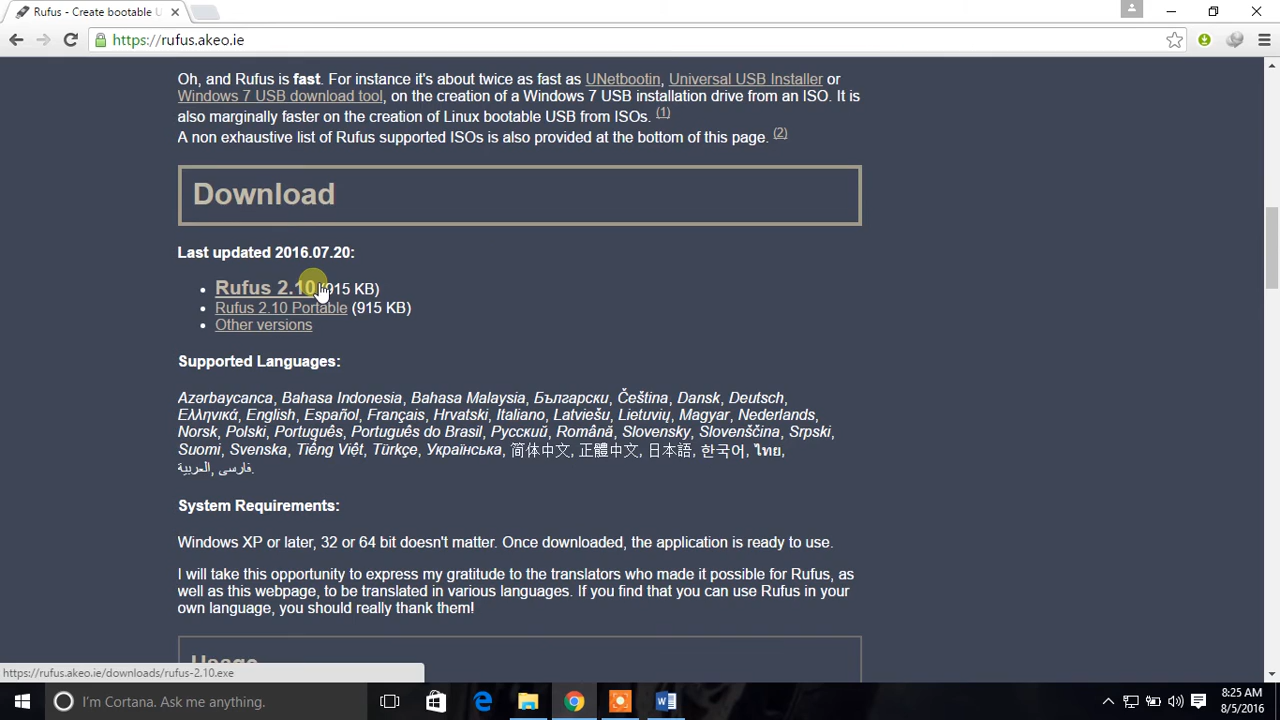 Rufus - Create bootable U
https://rufus.akeo.ie
Oh, and Rufus is fast. For instance it's about twice as fast as UNetbootin, Universal USB Installer or
Windows 7 USB download tool, on the creation of a Windows 7 USB installation drive from an ISO. It is
also marginally faster on the creation of Linux bootable USB from ISOs. (1)
A non exhaustive list of Rufus supported ISOs is also provided at the bottom of this page. (2)
Download
Last updated 2016.07.20:
Rufus 2.10 (915 KB)
Rufus 2.10 Portable (915 KB)
Other versions
Supported Languages:
Azərbaycanca, Bahasa Indonesia, Bahasa Malaysia, Български, Čeština, Dansk, Deutsch,
Ελληνικά, English, Español, Français, Hrvatski, Italiano, Latviešu, Lietuvių, Magyar, Nederlands,
Norsk, Polski, Português, Português do Brasil, Русский, Română, Slovensky, Slovenščina, Srpski,
Suomi, Svenska, Tiếng Việt, Türkçe, Українська, 简体中文, 正體中文, 日本語, 한국어, ไทย,
العربية, فارسی.
System Requirements:
Windows XP or later, 32 or 64 bit doesn't matter. Once downloaded, the application is ready to use.
I will take this opportunity to express my gratitude to the translators who made it possible for Rufus, as
well as this webpage, to be translated in various languages. If you find that you can use Rufus in your
own language, you should really thank them!
Usage
https://rufus.akeo.ie/downloads/rufus-2.10.exe
I'm Cortana. Ask me anything.
8:25 AM
8/5/2016